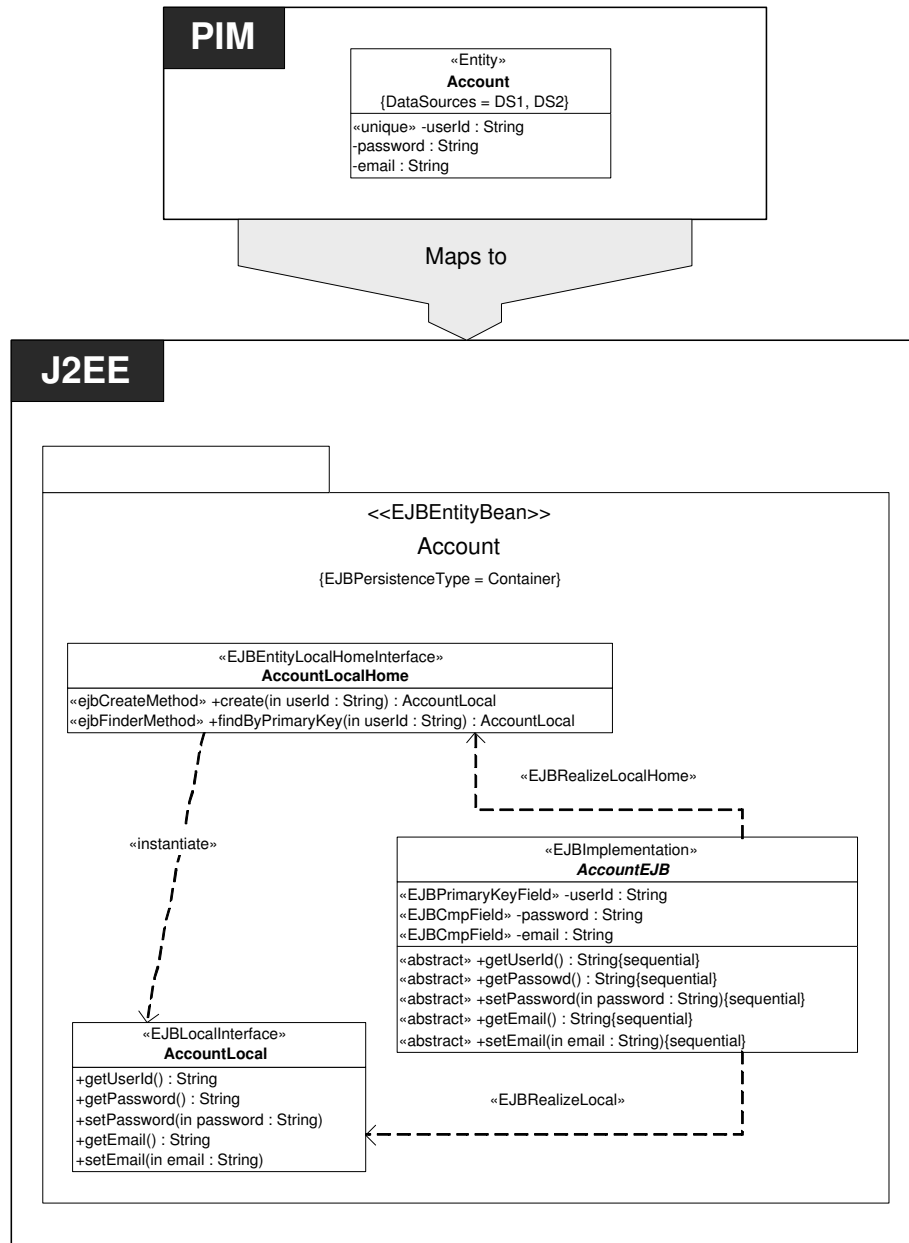 PIM
«Entity»
Account
{DataSources = DS1, DS2}
«unique» -userId : String
-password : String
-email : String
Maps to
J2EE
<<EJBEntityBean>>
Account
{EJBPersistenceType = Container}
«EJBEntityLocalHomeInterface»
AccountLocalHome
«ejbCreateMethod» +create(in userId : String) : AccountLocal
«ejbFinderMethod» +findByPrimaryKey(in userId : String) : AccountLocal
«EJBRealizeLocalHome»
«instantiate»
«EJBImplementation»
AccountEJB
«EJBPrimaryKeyField» -userId : String
«EJBCmpField» -password : String
«EJBCmpField» -email : String
«abstract» +getUserId() : String{sequential}
«abstract» +getPassowd() : String{sequential}
«abstract» +setPassword(in password : String){sequential}
«abstract» +getEmail() : String{sequential}
«abstract» +setEmail(in email : String){sequential}
«EJBLocalInterface»
AccountLocal
+getUserId() : String
+getPassword() : String
+setPassword(in password : String)
+getEmail() : String
+setEmail(in email : String)
«EJBRealizeLocal»